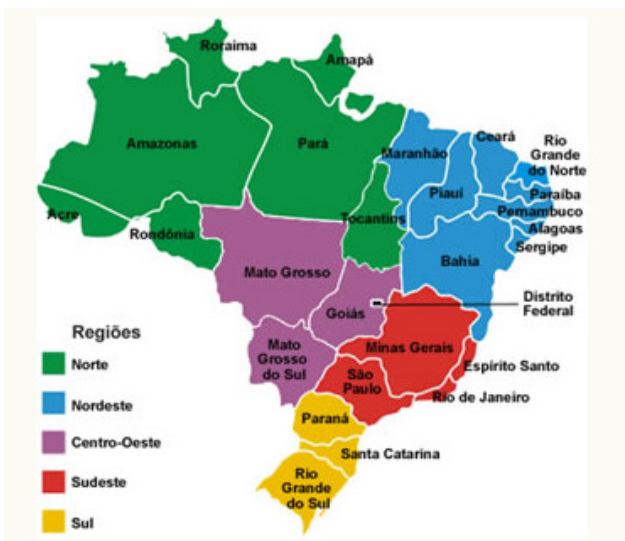 Roraima
Amapá
Amazonas
Pará
Maranhão
Ceará
Rio
Grande
do Norte
Piauí
Paraíba
Pernambuco
Alagoas
Sergipe
Acre
Rondônia
Tocantins
Bahia
Mato Grosso
Goiás
Distrito
Federal
Mato
Grosso
do Sul
Minas Gerais
Espírito Santo
São
Paulo
Rio de Janeiro
Paraná
Santa Catarina
Rio
Grande
do Sul
Regiões
Norte
Nordeste
Centro-Oeste
Sudeste
Sul